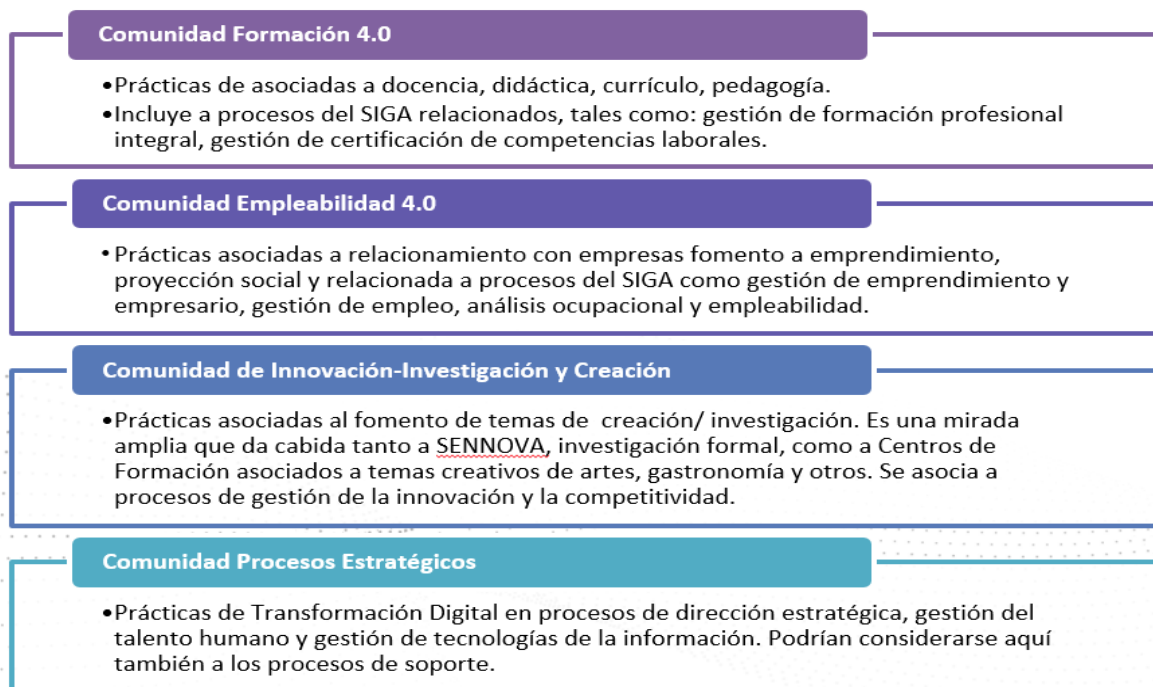 Comunidad Formación 4.0
•Prácticas de asociadas a docencia, didáctica, currículo, pedagogía.
•Incluye a procesos del SIGA relacionados, tales como: gestión de formación profesional
integral, gestión de certificación de competencias laborales.
Comunidad Empleabilidad 4.0
•Prácticas asociadas a relacionamiento con empresas fomento a emprendimiento,
proyección social y relacionada a procesos del SIGA como gestión de emprendimiento y
empresario, gestión de empleo, análisis ocupacional y empleabilidad.
Comunidad de Innovación-Investigación y Creación
•Prácticas asociadas al fomento de temas de  creación/ investigación. Es una mirada
amplia que da cabida tanto a SENNOVA, investigación formal, como a Centros de
Formación asociados a temas creativos de artes, gastronomía y otros. Se asocia a
procesos de gestión de la innovación y la competitividad.
Comunidad Procesos Estratégicos
•Prácticas de Transformación Digital en procesos de dirección estratégica, gestión del
talento humano y gestión de tecnologías de la información. Podrían considerarse aquí
también a los procesos de soporte.